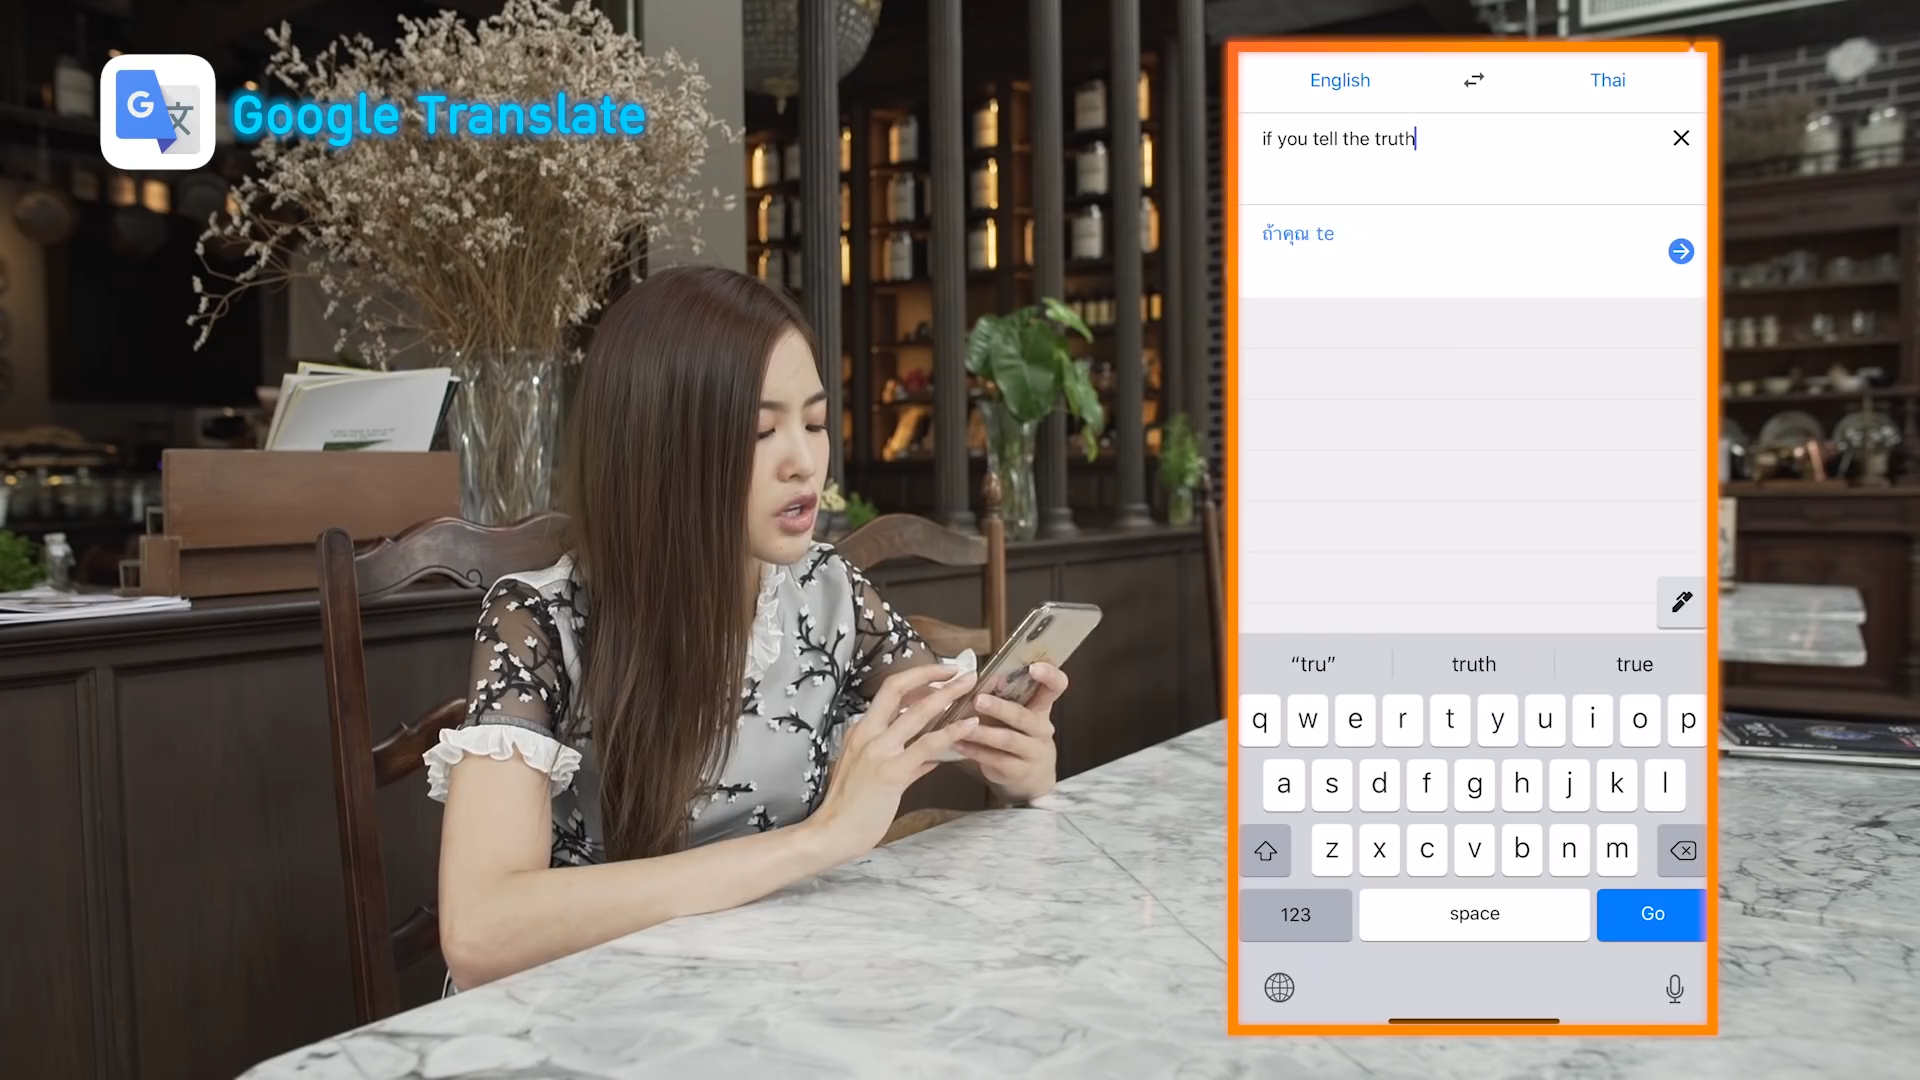 G 文
Google Translate
English
Thai
if you tell the truth
ถ้าคุณ te
“tru”
truth
true
q w e r t y u i o p
a s d f g h j k l
z x c v b n m
123
space
Go